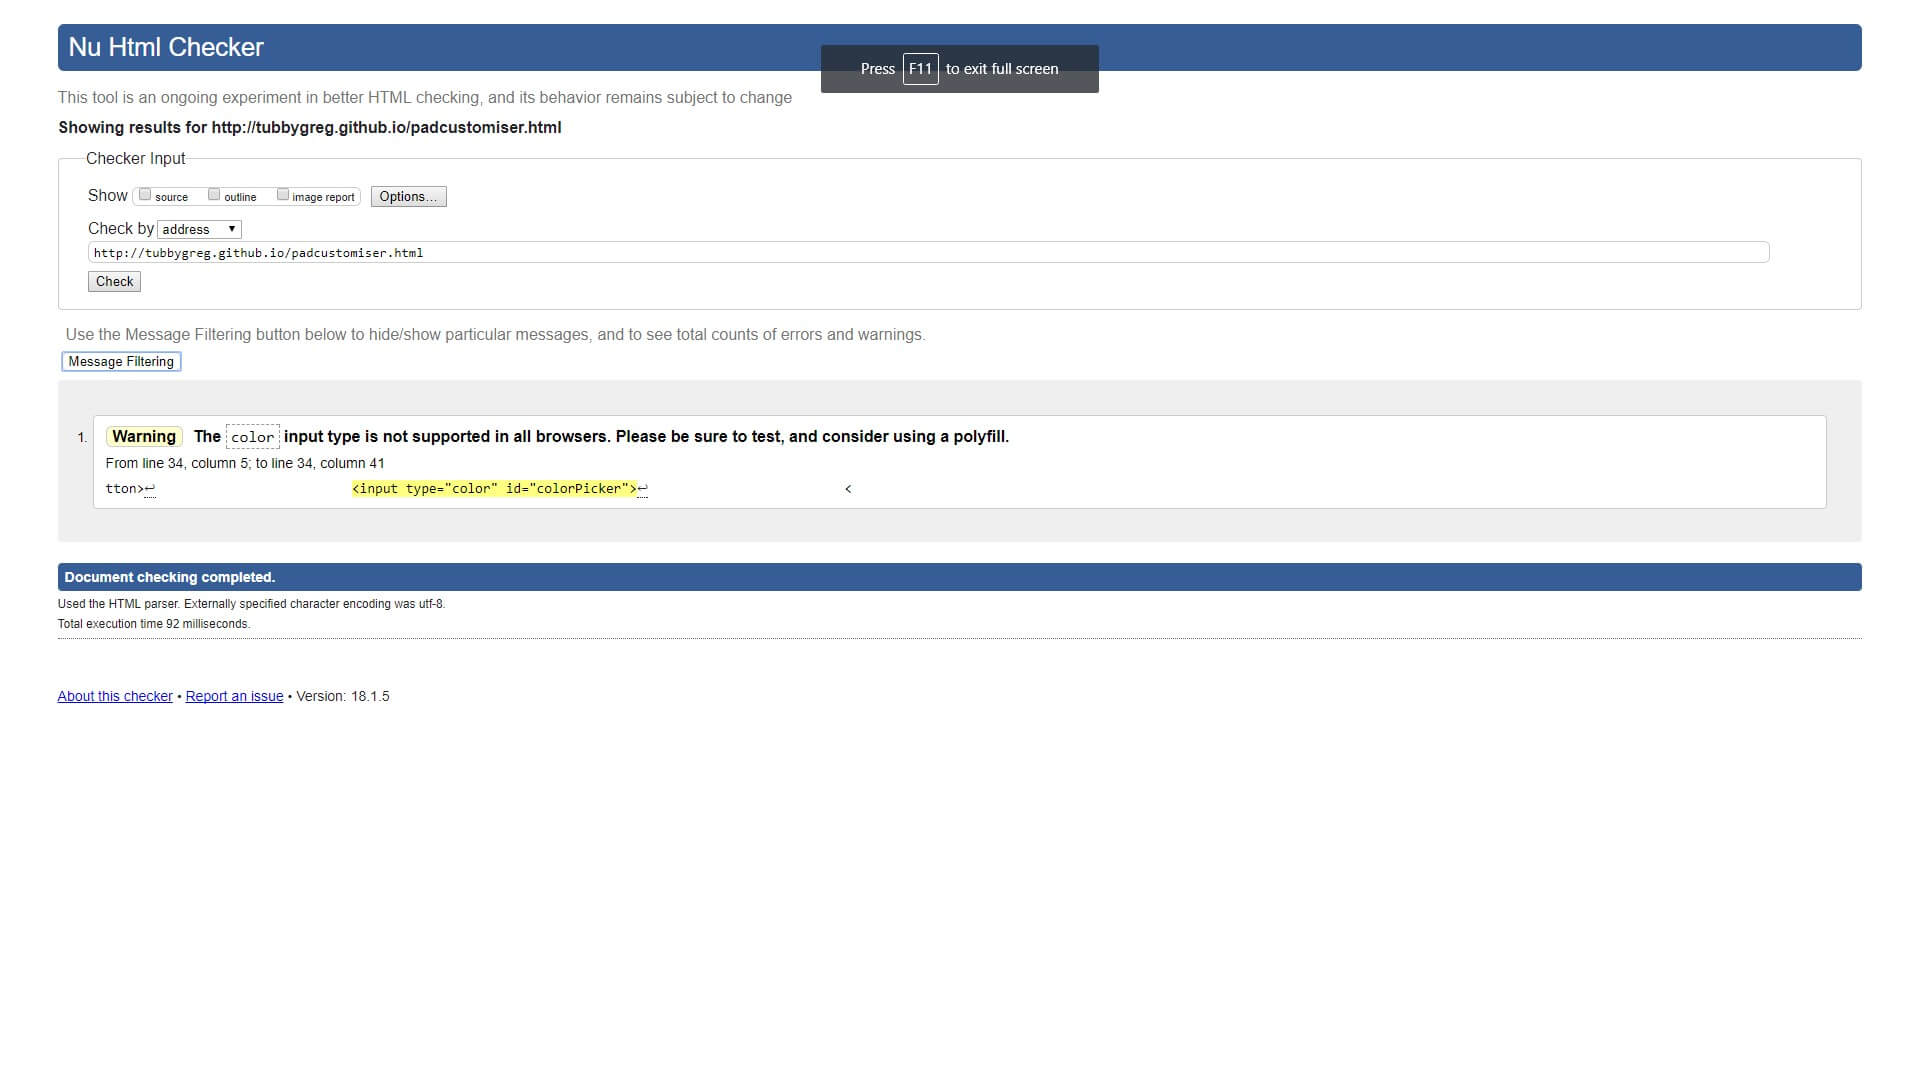 Nu Html Checker
Press F11 to exit full screen
This tool is an ongoing experiment in better HTML checking, and its behavior remains subject to change
Showing results for http://tubbygreg.github.io/padcustomiser.html
Checker Input
Show source outline image report Options...
Check by address ▼
http://tubbygreg.github.io/padcustomiser.html
Check
Use the Message Filtering button below to hide/show particular messages, and to see total counts of errors and warnings.
Message Filtering
1. Warning The color input type is not supported in all browsers. Please be sure to test, and consider using a polyfill.
From line 34, column 5; to line 34, column 41
tton>↩ <input type="color" id="colorPicker">↩ <
Document checking completed.
Used the HTML parser. Externally specified character encoding was utf-8.
Total execution time 92 milliseconds.
About this checker • Report an issue • Version: 18.1.5